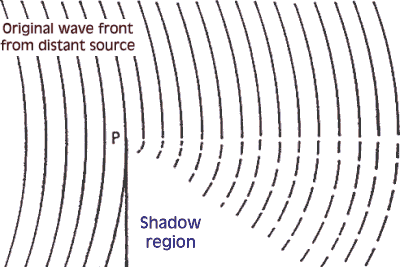 Original wave front
from distant source
P
Shadow
region